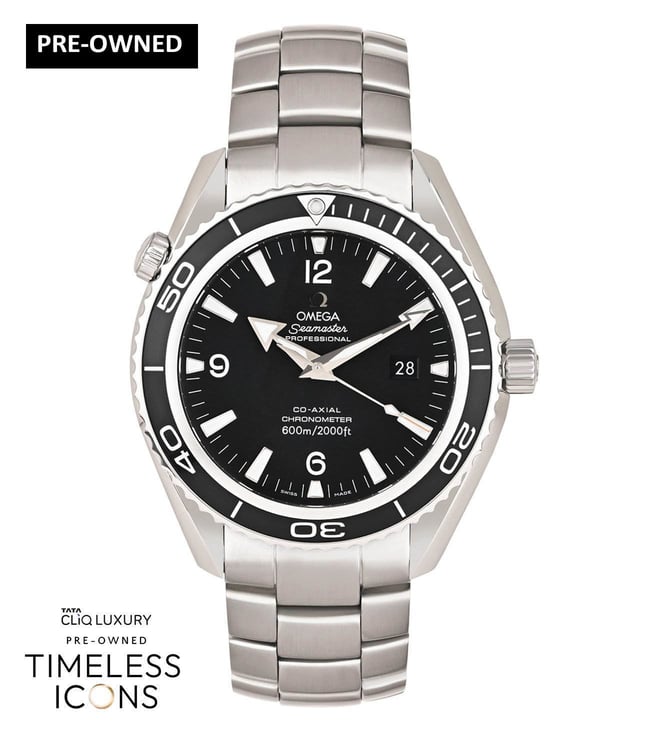 PRE-OWNED
12
Ω
OMEGA
Seamaster
PROFESSIONAL
9
28
CO-AXIAL
CHRONOMETER
600m/2000ft
6
SWISS MADE
50
40
30
20
TATA
CLiQ LUXURY
PRE-OWNED
TIMELESS
ICONS